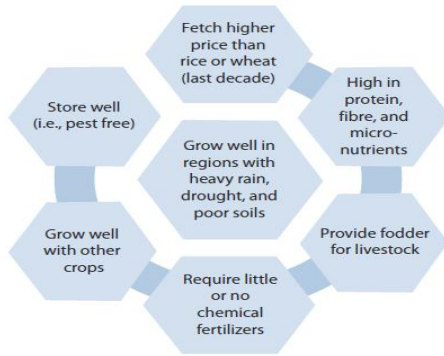 Fetch higher
price than
rice or wheat
(last decade)
High in
protein,
fibre, and
micro-
nutrients
Store well
(i.e., pest free)
Grow well in
regions with
heavy rain,
drought, and
poor soils
Grow well
with other
crops
Provide fodder
for livestock
Require little
or no
chemical
fertilizers